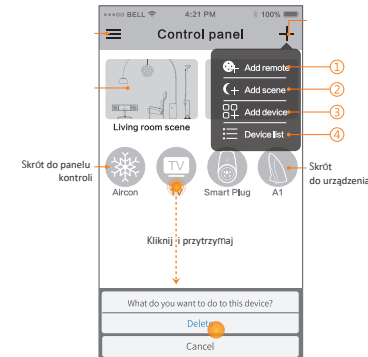 BELL 4:21 PM 100%
Control panel
Add remote 1
Add scene 2
Add device 3
Device list 4
Living room scene
Skrót do panelu
kontroli
TV
Skrót
do urządzenia
Aircon TV Smart Plug A1
Kliknij i przytrzymaj
What do you want to do to this device?
Delete
Cancel